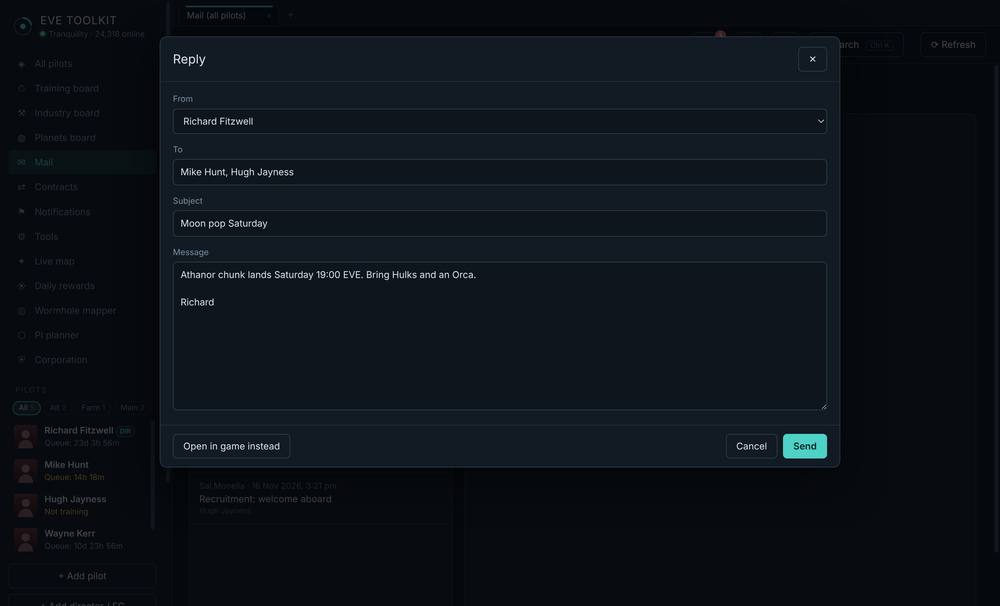 EVE TOOLKIT
Tranquility · 24,318 online
All pilots
Training board
Industry board
Planets board
Mail
Contracts
Notifications
Tools
Live map
Daily rewards
Wormhole mapper
PI planner
Corporation
PILOTS
All 5
Alt 2
Farm 1
Main 2
Richard Fitzwell DIR
Queue: 23d 3h 56m
Mike Hunt
Queue: 14h 18m
Hugh Jayness
Not training
Wayne Kerr
Queue: 10d 23h 56m
+ Add pilot
Mail (all pilots)
Ctrl K
Refresh
Reply
From
Richard Fitzwell
To
Mike Hunt, Hugh Jayness
Subject
Moon pop Saturday
Message
Athanor chunk lands Saturday 19:00 EVE. Bring Hulks and an Orca.
Richard
Open in game instead
Cancel
Send
Sal Monella · 16 Nov 2026, 3:21 pm
Recruitment: welcome aboard
Hugh Jayness